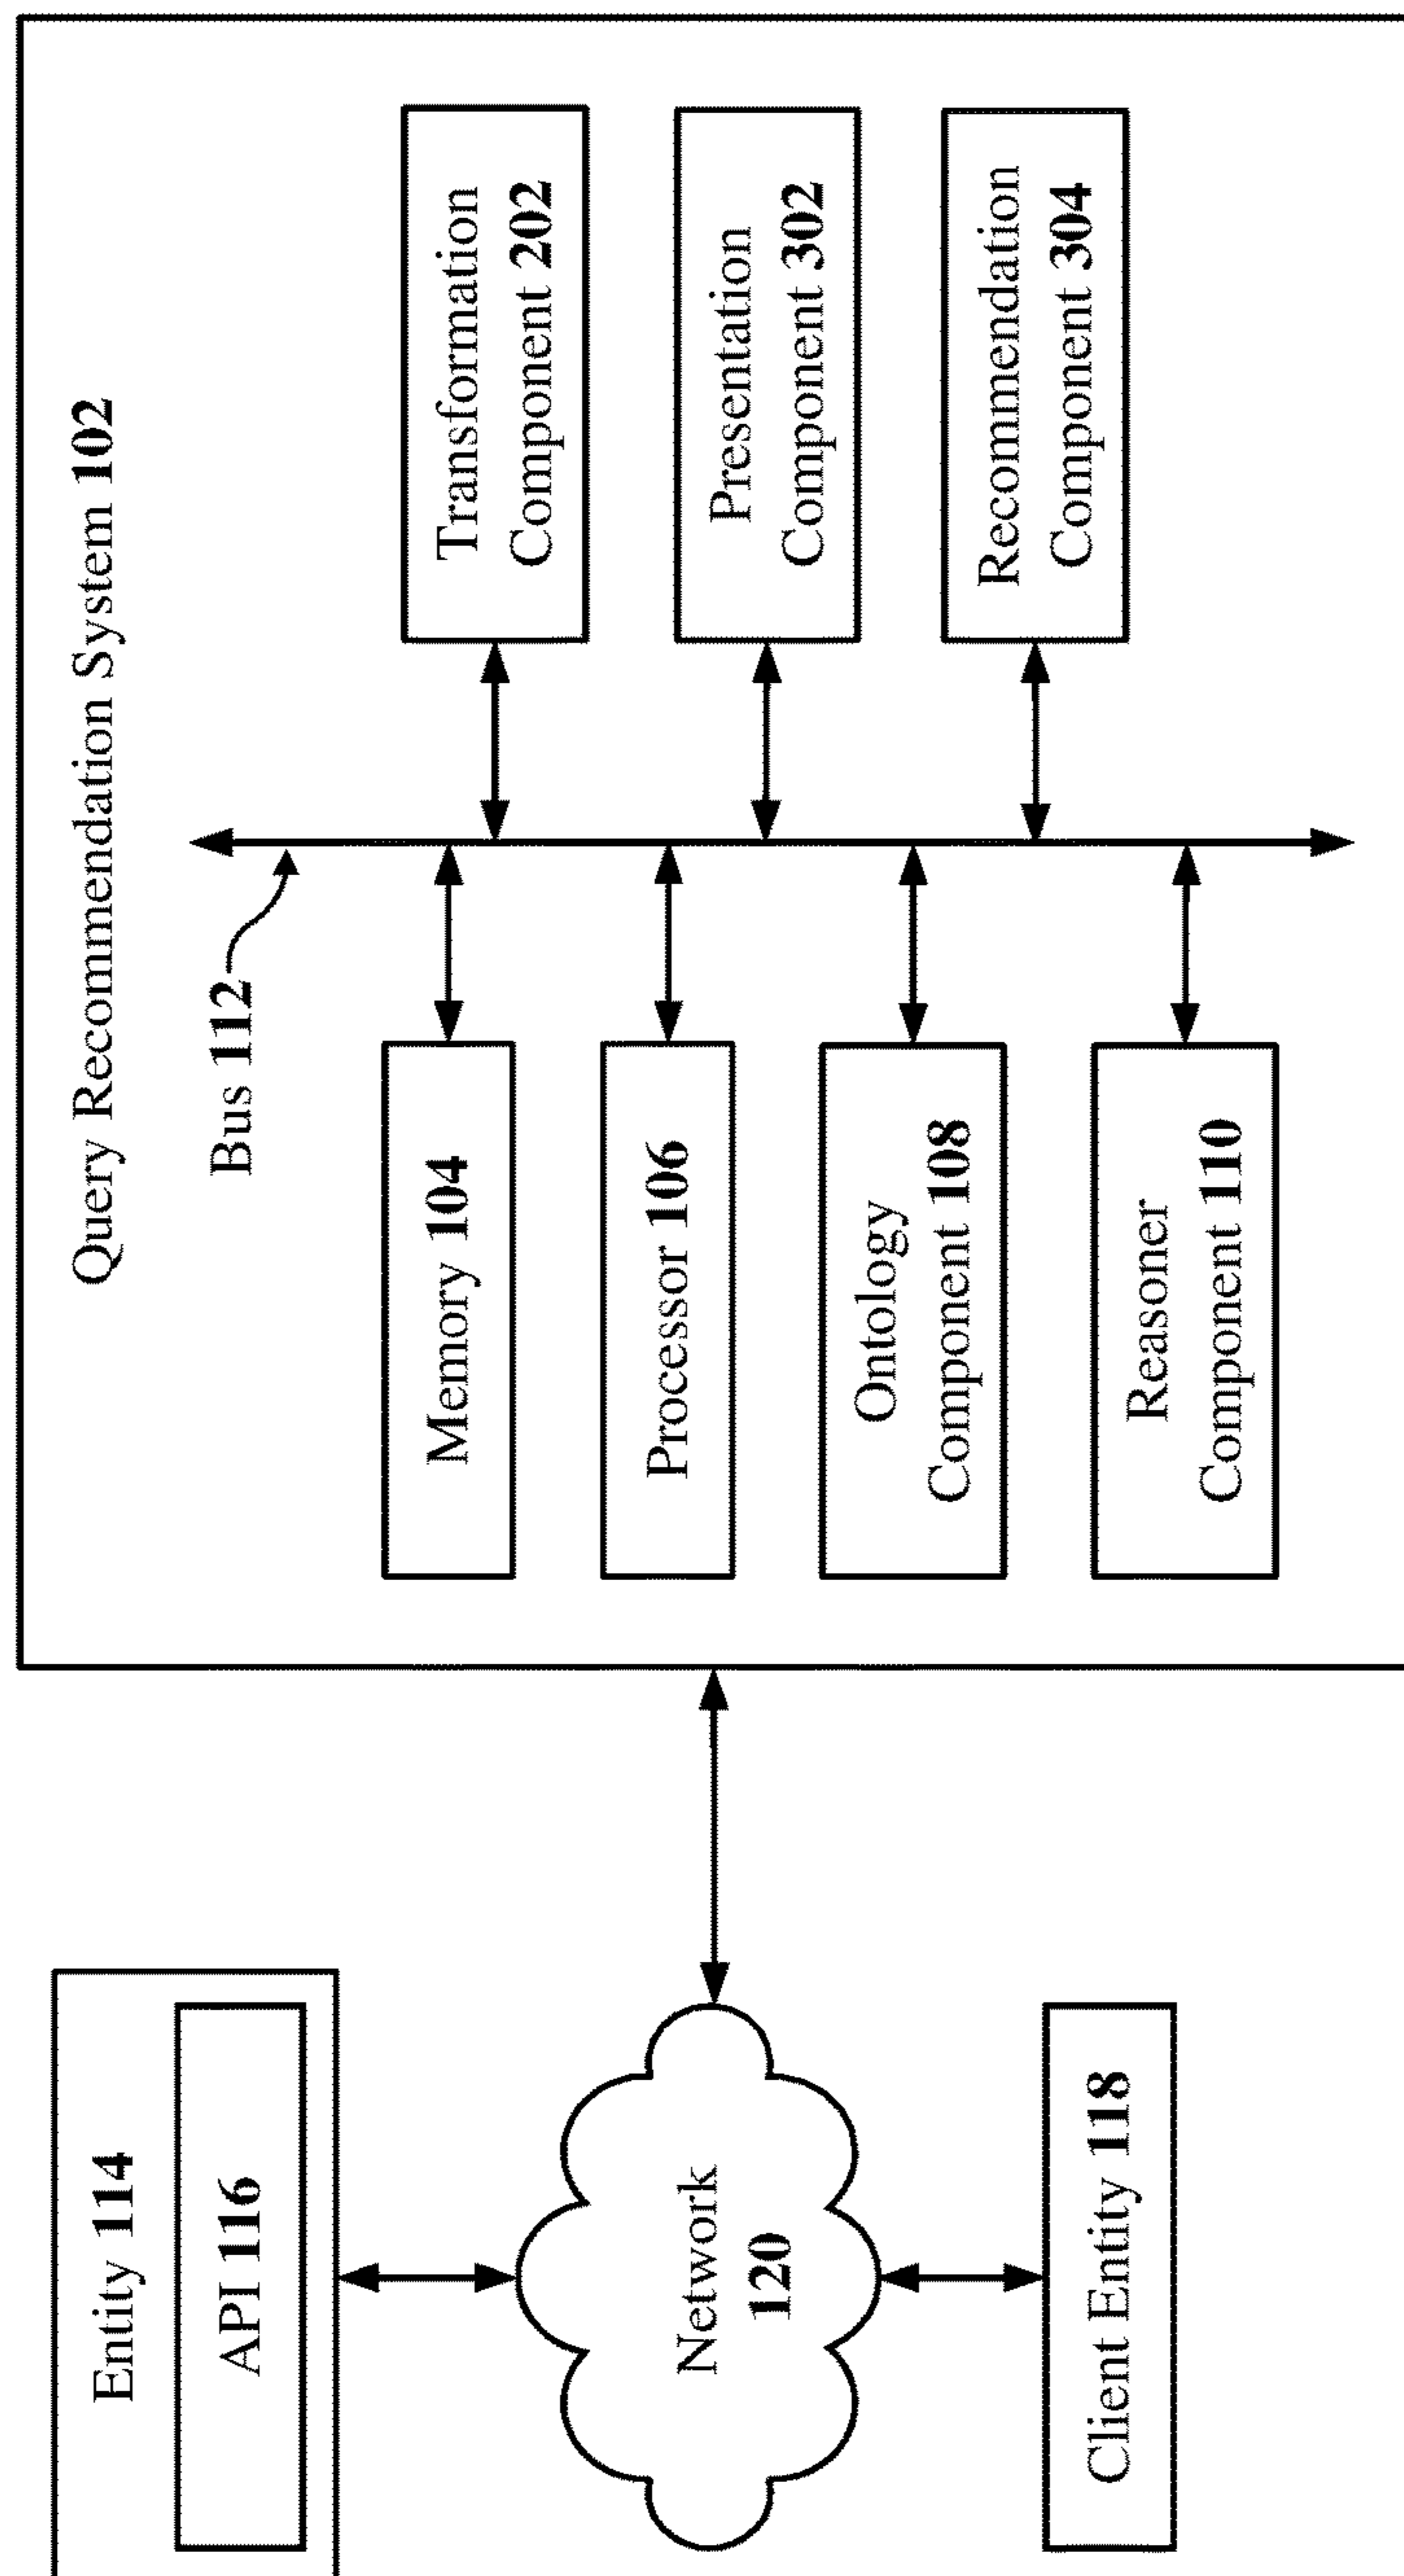 Entity 114
API 116
Network
120
Client Entity 118
Query Recommendation System 102
Bus 112
Memory 104
Processor 106
Ontology
Component 108
Reasoner
Component 110
Transformation
Component 202
Presentation
Component 302
Recommendation
Component 304